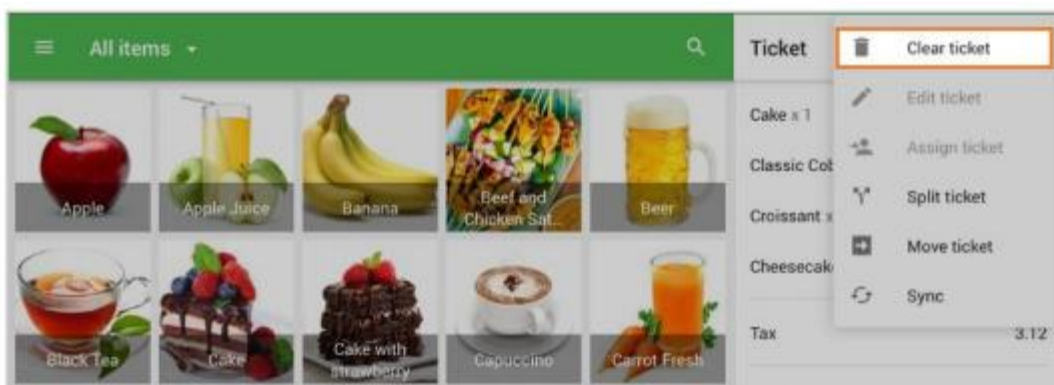 All items
Ticket
Clear ticket
Edit ticket
Assign ticket
Split ticket
Move ticket
Sync
Cake x 1
Classic Cob
Croissant x
Cheesecak
Tax
3.12
Apple
Apple Juice
Banana
Beef and
Chicken Sat...
Beer
Black Tea
Cake
Cake with
strawberry
Capuccino
Carrot Fresh